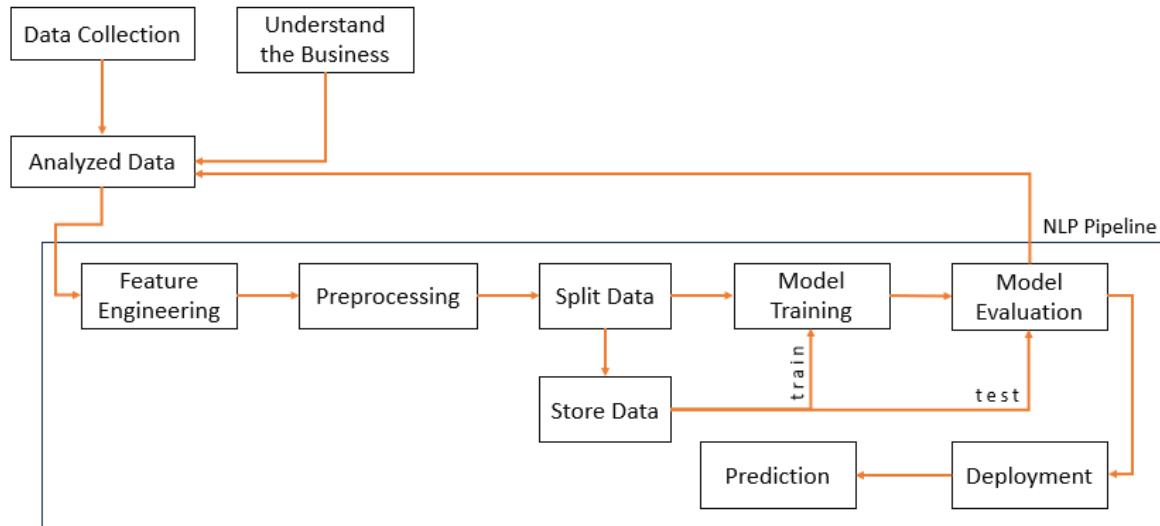 Data Collection
Understand
the Business
Analyzed Data
NLP Pipeline
Feature
Engineering
Preprocessing
Split Data
Model
Training
Model
Evaluation
train
Store Data
test
Prediction
Deployment